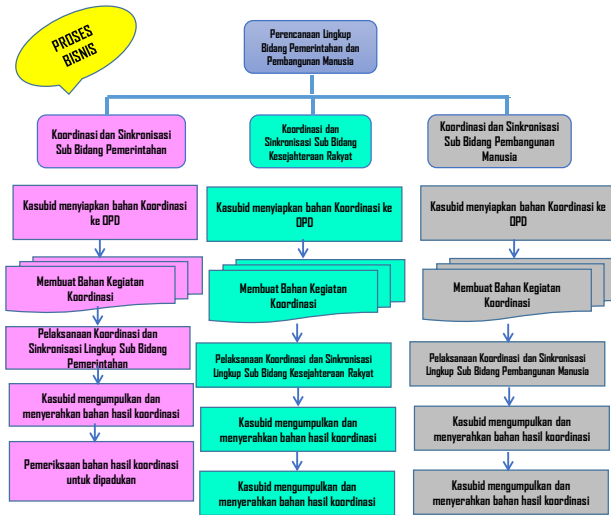 PROSES
BISNIS
Perencanaan Lingkup
Bidang Pemerintahan dan
Pembangunan Manusia
Koordinasi dan Sinkronisasi
Sub Bidang Pemerintahan
Koordinasi dan
Sinkronisasi Sub Bidang
Kesejahteraan Rakyat
Koordinasi dan Sinkronisasi
Sub Bidang Pembangunan
Manusia
Kasubid menyiapkan bahan Koordinasi
ke OPD
Kasubid menyiapkan bahan Koordinasi ke
OPD
Kasubid menyiapkan bahan Koordinasi ke
OPD
Membuat Bahan Kegiatan
Koordinasi
Membuat Bahan Kegiatan
Koordinasi
Membuat Bahan Kegiatan
Koordinasi
Pelaksanaan Koordinasi dan
Sinkronisasi Lingkup Sub Bidang
Pemerintahan
Pelaksanaan Koordinasi dan Sinkronisasi
Lingkup Sub Bidang Kesejahteraan Rakyat
Pelaksanaan Koordinasi dan Sinkronisasi
Lingkup Sub Bidang Pembangunan Manusia
Kasubid mengumpulkan dan
menyerahkan bahan hasil koordinasi
Kasubid mengumpulkan dan
menyerahkan bahan hasil koordinasi
Kasubid mengumpulkan dan
menyerahkan bahan hasil koordinasi
Pemeriksaan bahan hasil koordinasi
untuk dipadukan
Kasubid mengumpulkan dan
menyerahkan bahan hasil koordinasi
Kasubid mengumpulkan dan
menyerahkan bahan hasil koordinasi